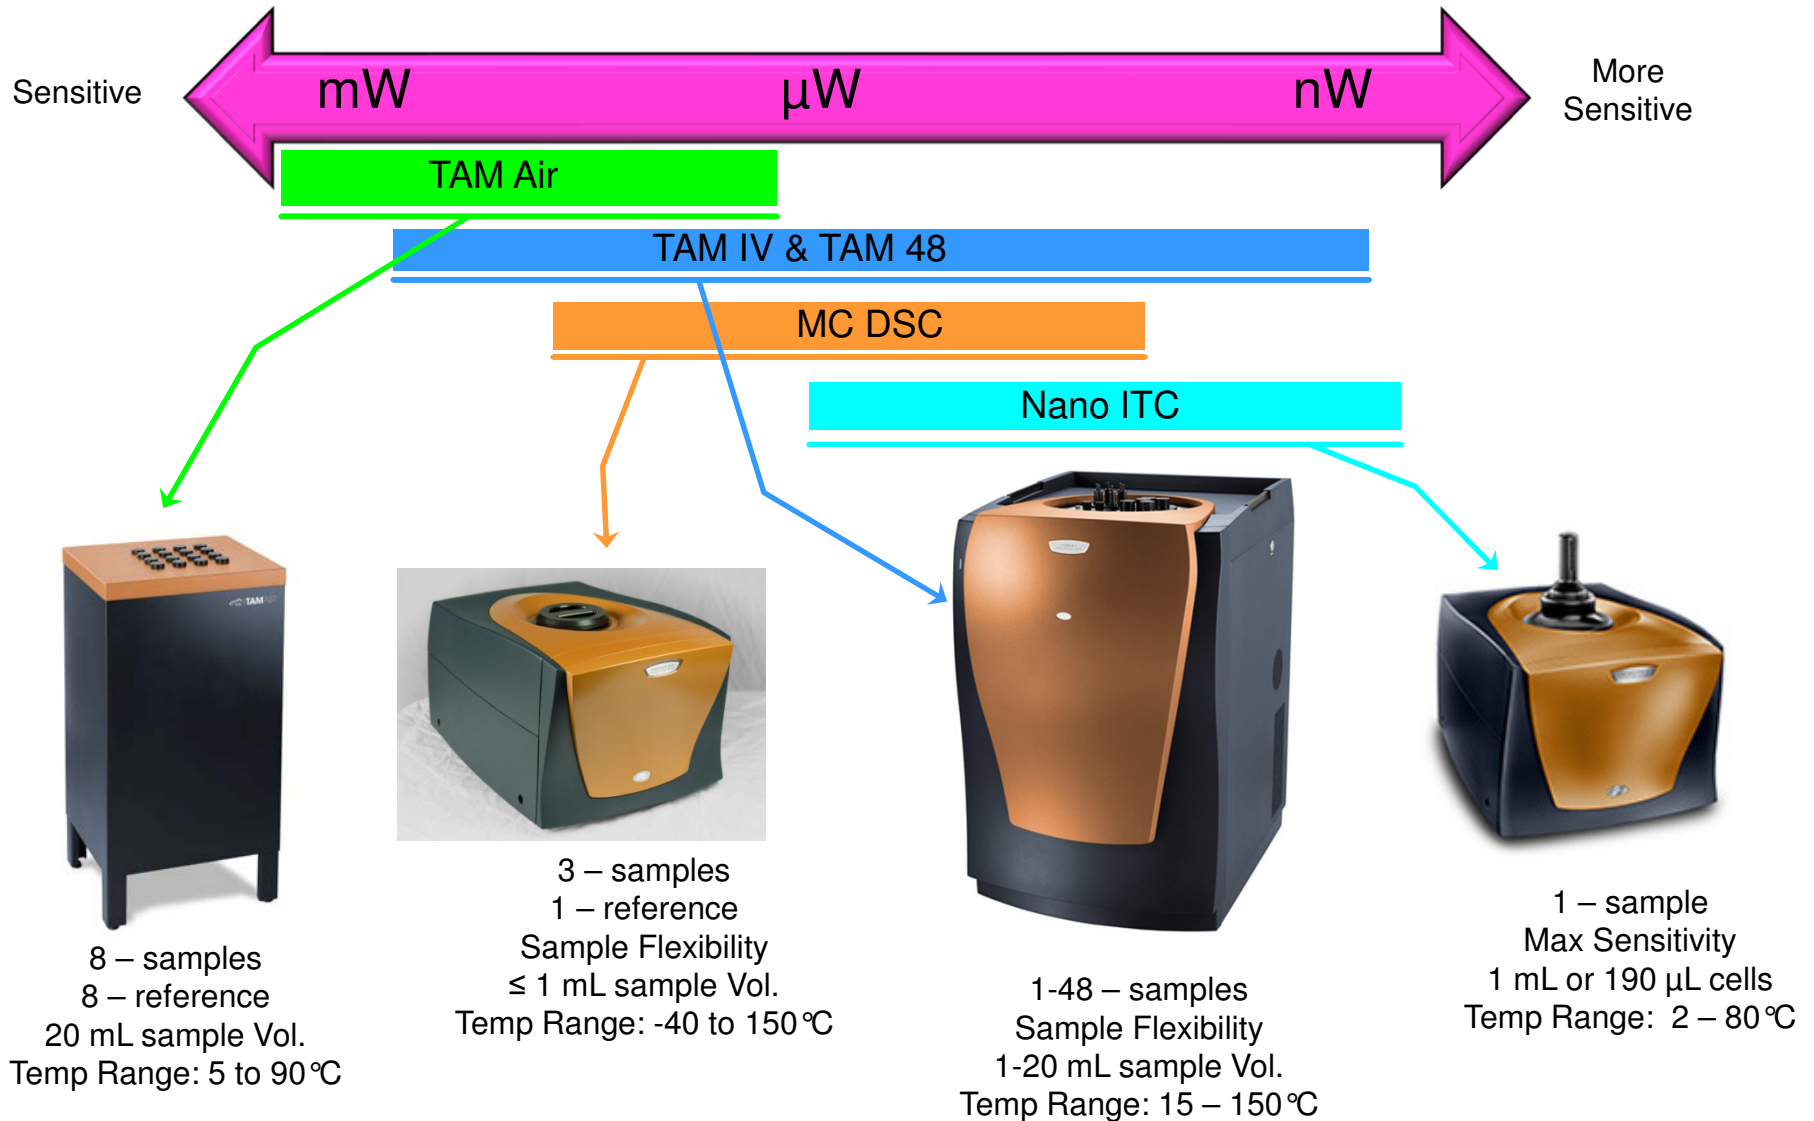 Sensitive
mW
µW
nW
More
Sensitive
TAM Air
TAM IV & TAM 48
MC DSC
Nano ITC
TAM AIR
8 – samples
8 – reference
20 mL sample Vol.
Temp Range: 5 to 90°C
3 – samples
1 – reference
Sample Flexibility
≤ 1 mL sample Vol.
Temp Range: -40 to 150°C
1-48 – samples
Sample Flexibility
1-20 mL sample Vol.
Temp Range: 15 – 150°C
1 – sample
Max Sensitivity
1 mL or 190 µL cells
Temp Range: 2 – 80°C